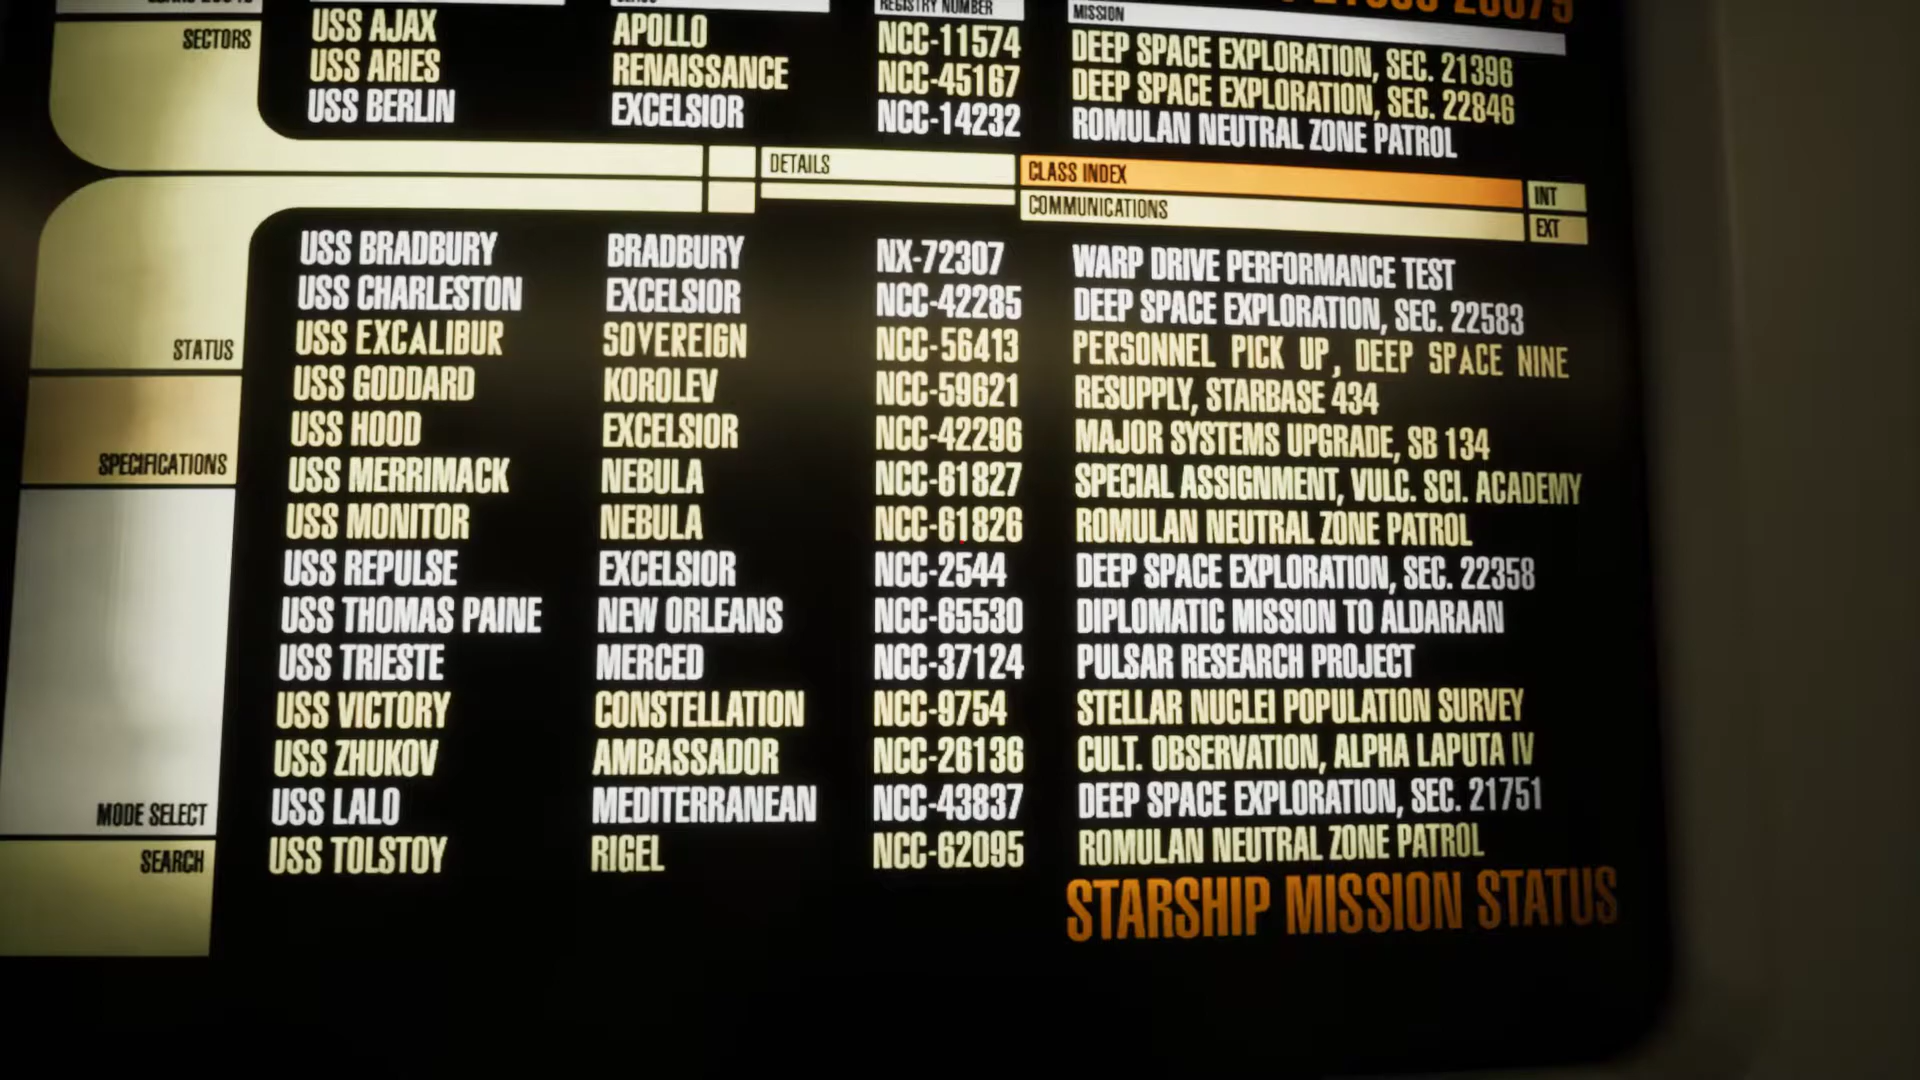 REGISTRY NUMBER
MISSION
SECTORS
USS AJAX APOLLO NCC-11574 DEEP SPACE EXPLORATION, SEC. 21396
USS ARIES RENAISSANCE NCC-45167 DEEP SPACE EXPLORATION, SEC. 22846
USS BERLIN EXCELSIOR NCC-14232 ROMULAN NEUTRAL ZONE PATROL
DETAILS CLASS INDEX INT
COMMUNICATIONS EXT
USS BRADBURY BRADBURY NX-72307 WARP DRIVE PERFORMANCE TEST
USS CHARLESTON EXCELSIOR NCC-42285 DEEP SPACE EXPLORATION, SEC. 22583
USS EXCALIBUR SOVEREIGN NCC-56413 PERSONNEL PICK UP, DEEP SPACE NINE
STATUS
USS GODDARD KOROLEV NCC-59621 RESUPPLY, STARBASE 434
USS HOOD EXCELSIOR NCC-42296 MAJOR SYSTEMS UPGRADE, SB 134
SPECIFICATIONS
USS MERRIMACK NEBULA NCC-61827 SPECIAL ASSIGNMENT, VULC. SCI. ACADEMY
USS MONITOR NEBULA NCC-61826 ROMULAN NEUTRAL ZONE PATROL
USS REPULSE EXCELSIOR NCC-2544 DEEP SPACE EXPLORATION, SEC. 22358
USS THOMAS PAINE NEW ORLEANS NCC-65530 DIPLOMATIC MISSION TO ALDARAAN
USS TRIESTE MERCED NCC-37124 PULSAR RESEARCH PROJECT
USS VICTORY CONSTELLATION NCC-9754 STELLAR NUCLEI POPULATION SURVEY
USS ZHUKOV AMBASSADOR NCC-26136 CULT. OBSERVATION, ALPHA LAPUTA IV
MODE SELECT
USS LALO MEDITERRANEAN NCC-43837 DEEP SPACE EXPLORATION, SEC. 21751
SEARCH
USS TOLSTOY RIGEL NCC-62095 ROMULAN NEUTRAL ZONE PATROL
STARSHIP MISSION STATUS